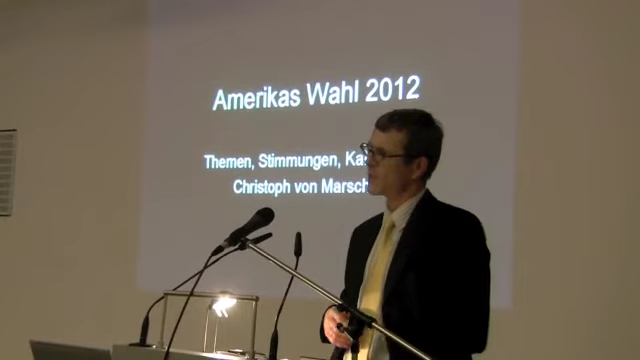 Amerikas Wahl 2012
Themen, Stimmungen,
Christoph von